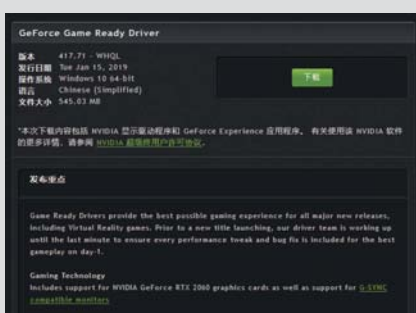 GeForce Game Ready Driver
版本 417.71 - WHQL
发行日期 Tue Jan 15, 2019
操作系统 Windows 10 64-bit
语言 Chinese (Simplified)
文件大小 545.03 MB
下载
*本次下载内容包括 NVIDIA 显示驱动程序和 GeForce Experience 应用程序。 有关使用该 NVIDIA 软件
的更多详情，请参阅 NVIDIA 超级终用户许可协议。
发布重点
Game Ready Drivers provide the best possible gaming experience for all major new releases,
including Virtual Reality games. Prior to a new title launching, our driver team is working up
until the last minute to ensure every performance tweak and bug fix is included for the best
gameplay on day-1.
Gaming Technology
Includes support for NVIDIA GeForce RTX 2060 graphics cards as well as support for G-SYNC
compatible monitors